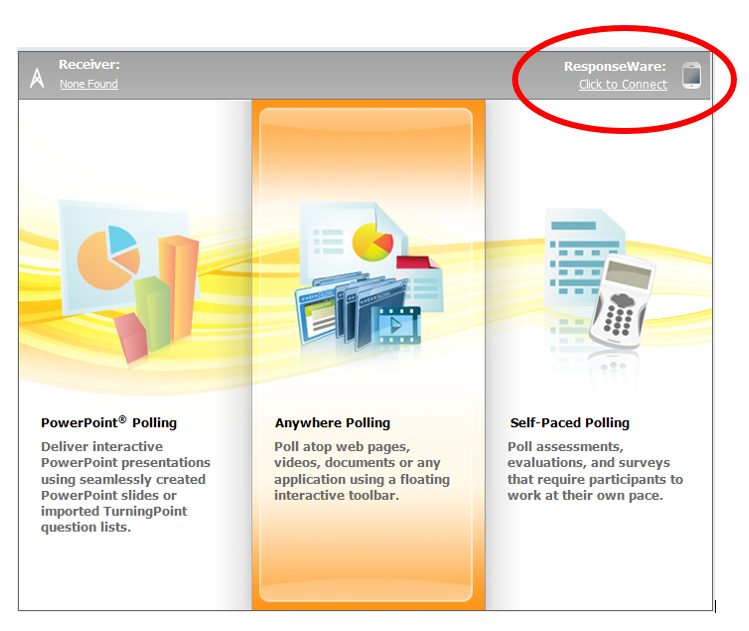 Receiver:
None Found
ResponseWare:
Click to Connect
PowerPoint® Polling
Deliver interactive
PowerPoint presentations
using seamlessly created
PowerPoint slides or
imported TurningPoint
question lists.
Anywhere Polling
Poll atop web pages,
videos, documents or any
application using a floating
interactive toolbar.
Self-Paced Polling
Poll assessments,
evaluations, and surveys
that require participants to
work at their own pace.